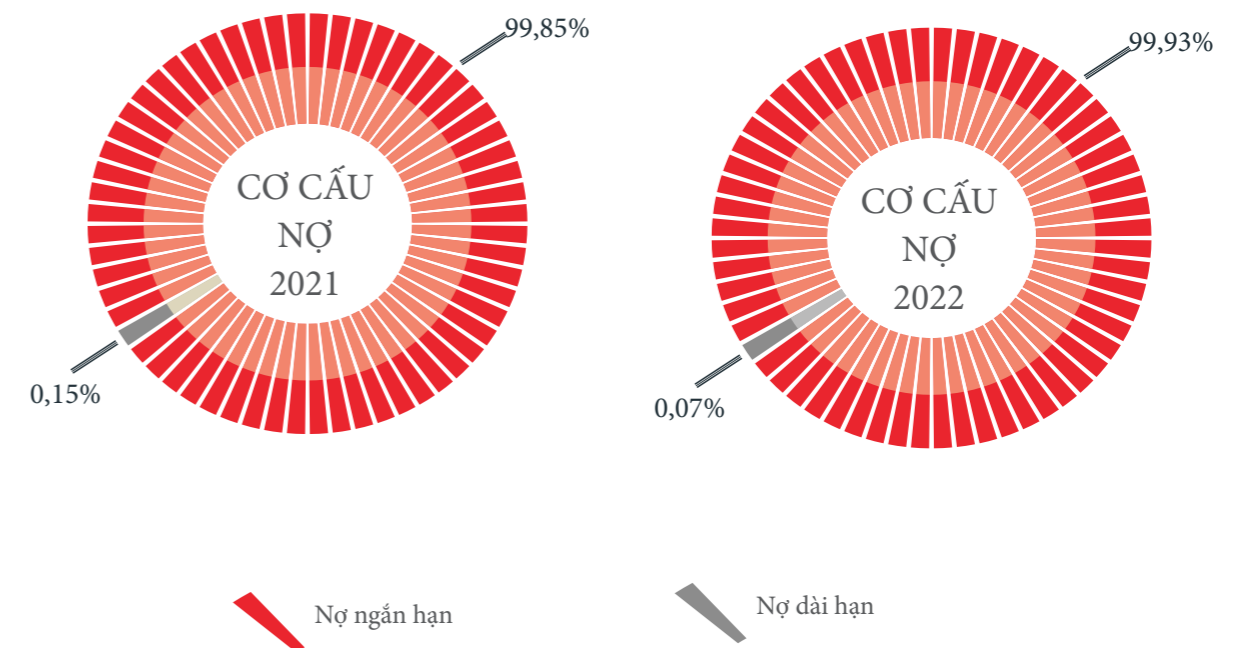 99,85%
CƠ CẤU
NỢ
2021
0,15%
99,93%
CƠ CẤU
NỢ
2022
0,07%
Nợ ngắn hạn
Nợ dài hạn